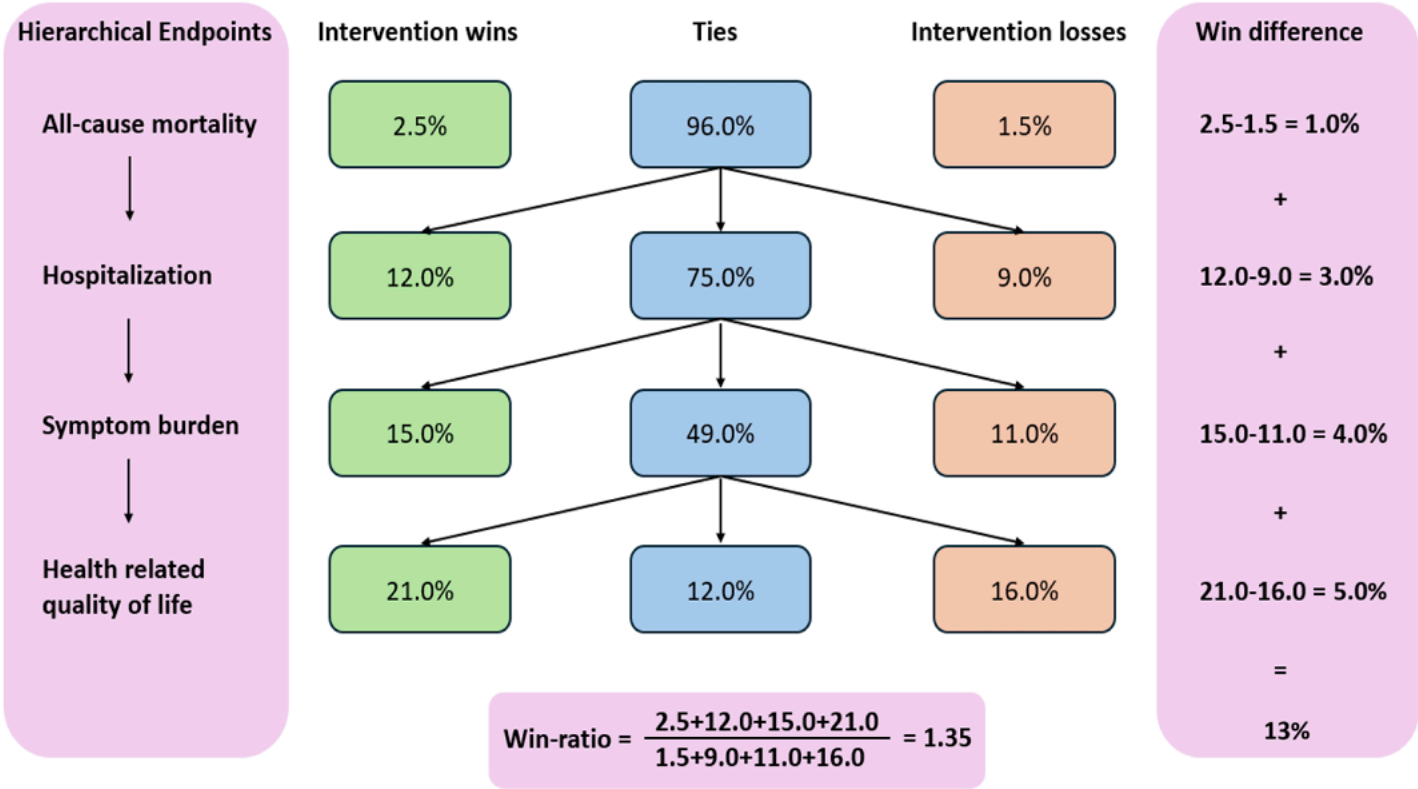 Hierarchical Endpoints
Intervention wins
Ties
Intervention losses
Win difference
All-cause mortality
2.5%
96.0%
1.5%
2.5-1.5 = 1.0%
+
Hospitalization
12.0%
75.0%
9.0%
12.0-9.0 = 3.0%
+
Symptom burden
15.0%
49.0%
11.0%
15.0-11.0 = 4.0%
+
Health related
quality of life
21.0%
12.0%
16.0%
21.0-16.0 = 5.0%
=
13%
Win-ratio =
2.5+12.0+15.0+21.0
1.5+9.0+11.0+16.0
= 1.35